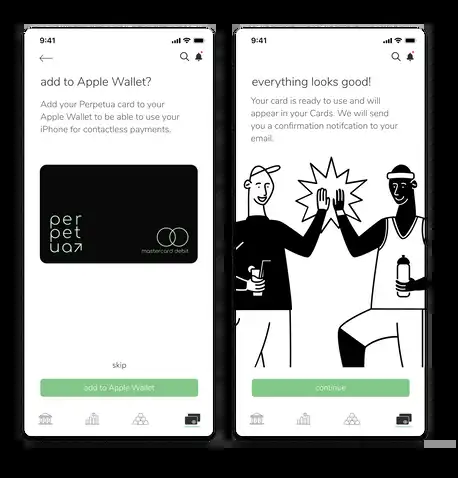 9:41
add to Apple Wallet?
Add your Perpetua card to your
Apple Wallet to be able to use your
iPhone for contactless payments.
per
pet
ua
mastercard debit
skip
add to Apple Wallet
9:41
everything looks good!
Your card is ready to use and will
appear in your Cards. We will send
you a confirmation notifcation to your
email.
continue